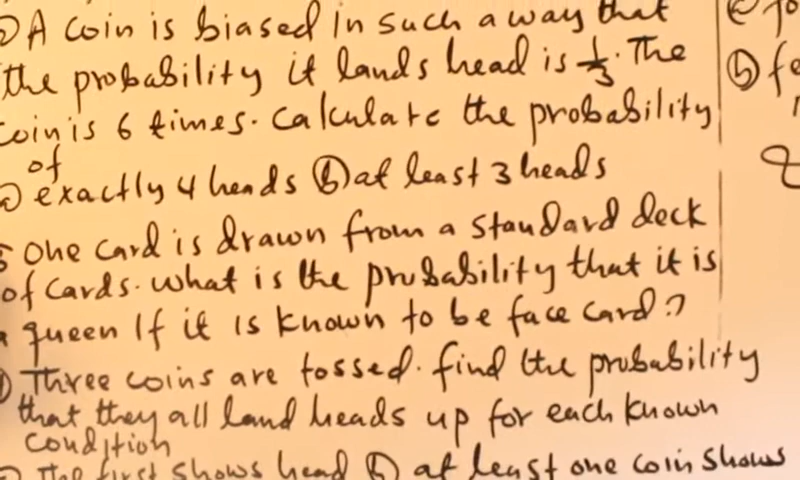 A coin is biased in such a way that
the probability it lands head is 1/3. The
coin is 6 times. Calculate the probability
of
(a) exactly 4 heads (b) at least 3 heads
One card is drawn from a standard deck
of cards. what is the probability that it is
a queen If it is known to be face card?
Three coins are tossed. find the probability
that they all land heads up for each known
condition
The first shows head (b) at least one coin shows
(b) fe